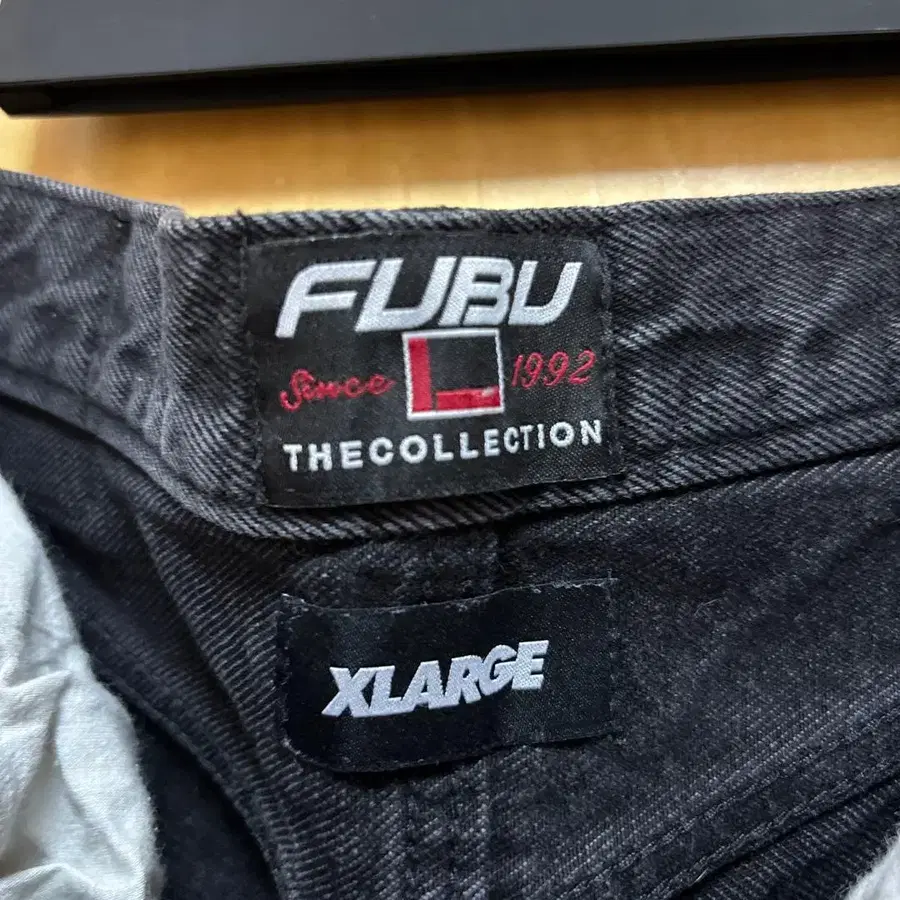 FUBU
Since L 1992
THECOLLECTION
XLARGE